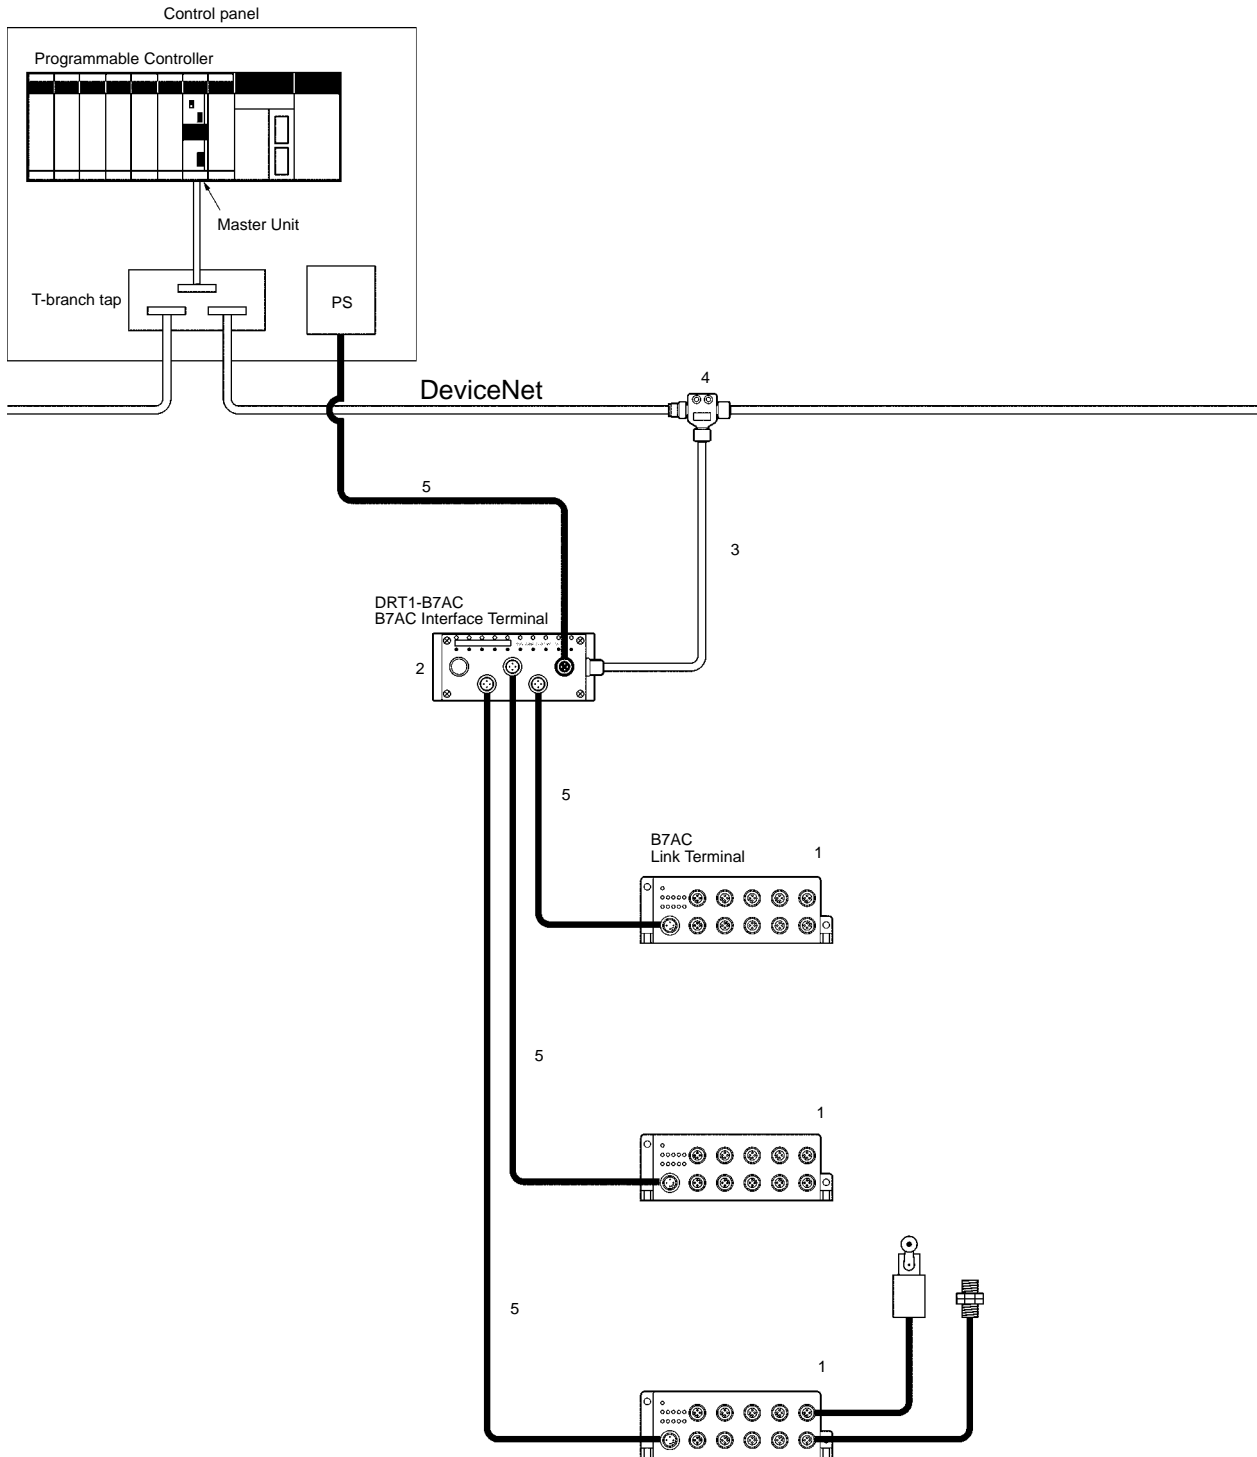 Control panel
Programmable Controller
Master Unit
T-branch tap
PS
DeviceNet
4
5
3
DRT1-B7AC
B7AC Interface Terminal
2
5
B7AC
Link Terminal
1
5
1
5
1